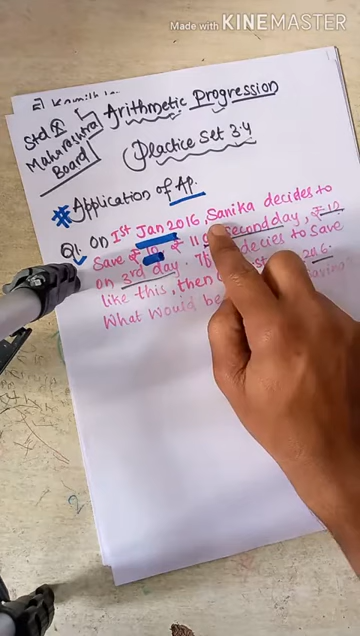 Made With KINEMASTER
Std X
Maharashtra
Board
Arithmetic Progression
Practice Set 3.4
# Application of AP.
Q1. On 1st Jan 2016, Sanika decides to
Save ₹ 10, ₹ 11 second day, ₹ 12
on 3rd day. If decies to save
like this, then 2016.
What would be